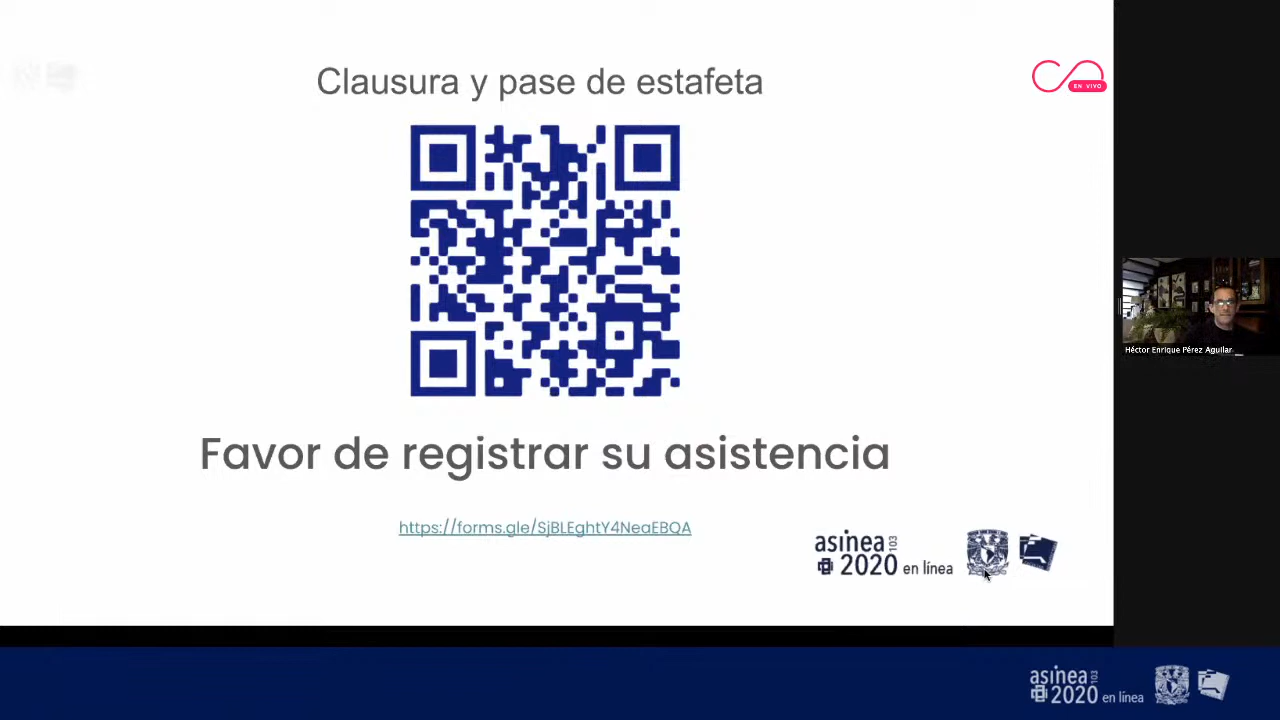 Clausura y pase de estafeta
EN VIVO
Favor de registrar su asistencia
https://forms.gle/SjBLEghtY4NeaEBQA
asinea 103
2020 en línea
Héctor Enrique Pérez Aguilar
asinea 103
2020 en línea